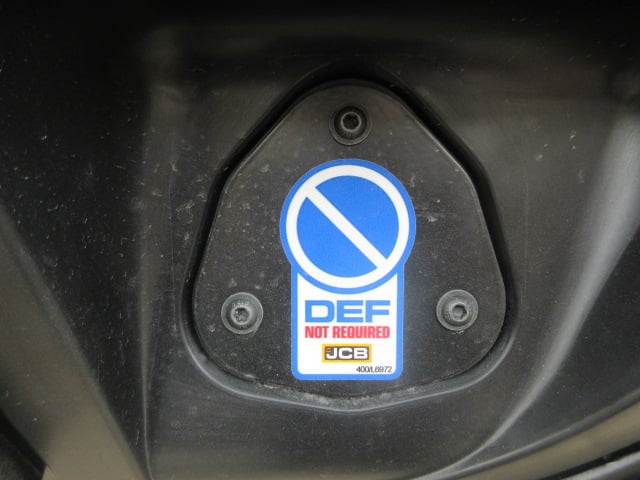 DEF
NOT REQUIRED
JCB
400/L6972